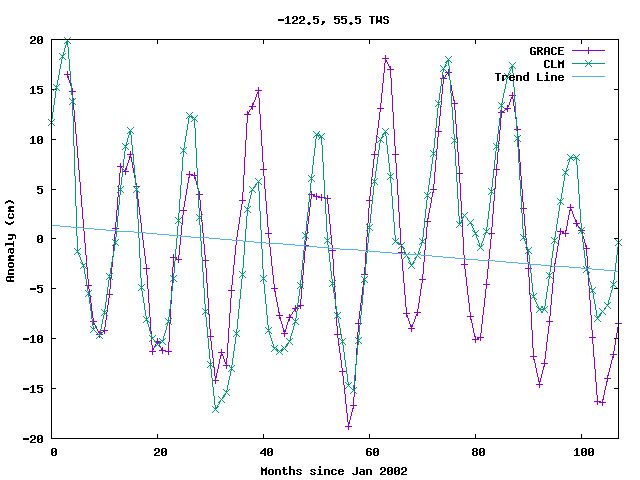 -122.5, 55.5 TWS
GRACE
CLM
Trend Line
20
15
10
5
0
-5
-10
-15
-20
Anomaly (cm)
0 20 40 60 80 100
Months since Jan 2002